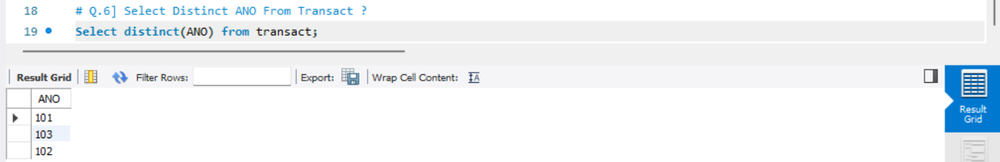 18 # Q.6] Select Distinct ANO From Transact ?
19 Select distinct(ANO) from transact;
Result Grid Filter Rows: Export: Wrap Cell Content: IA
ANO
101
103
102
Result
Grid